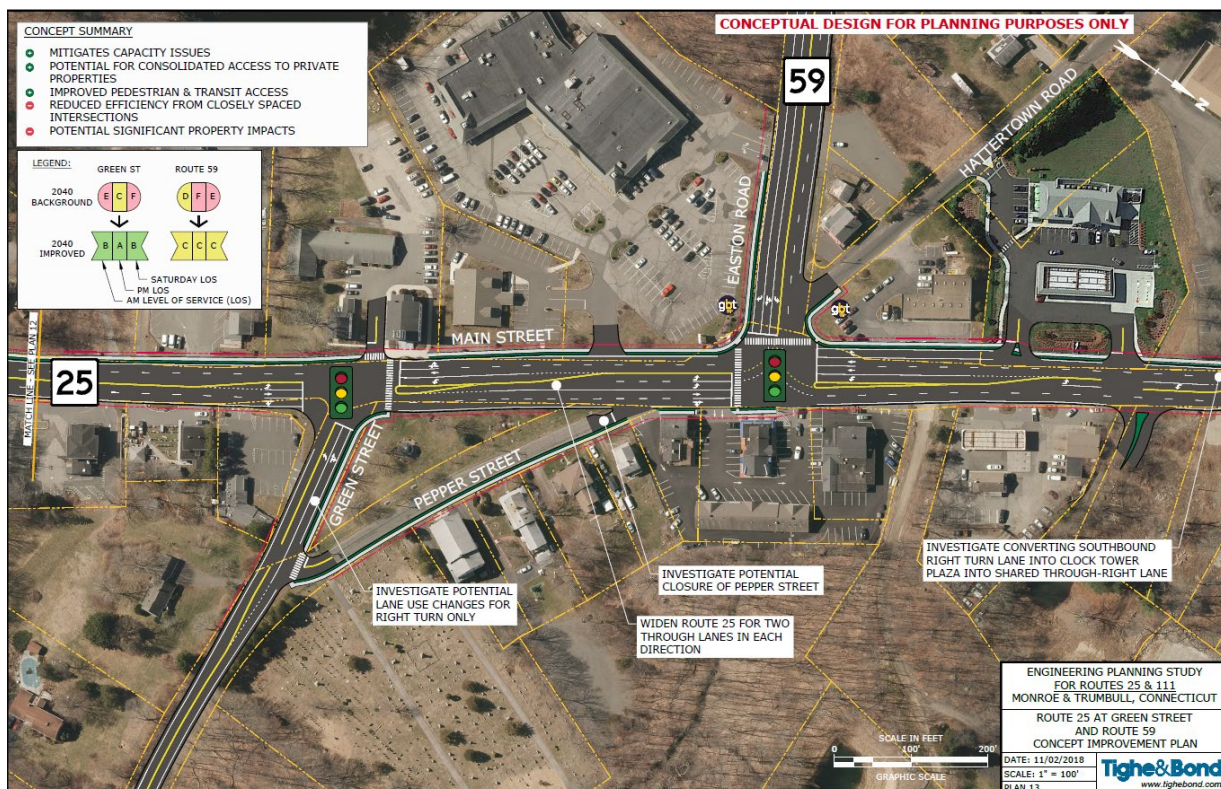 CONCEPTUAL DESIGN FOR PLANNING PURPOSES ONLY
CONCEPT SUMMARY
MITIGATES CAPACITY ISSUES
POTENTIAL FOR CONSOLIDATED ACCESS TO PRIVATE
PROPERTIES
IMPROVED PEDESTRIAN & TRANSIT ACCESS
REDUCED EFFICIENCY FROM CLOSELY SPACED
INTERSECTIONS
POTENTIAL SIGNIFICANT PROPERTY IMPACTS
LEGEND:
GREEN ST ROUTE 59
2040
BACKGROUND
E C F D F E
2040
IMPROVED
B A B C C C
SATURDAY LOS
PM LOS
AM LEVEL OF SERVICE (LOS)
59
N
HATTERTOWN ROAD
EASTON ROAD
gbt
gbt
MAIN STREET
MATCH LINE - SEE PLAN 12
25
GREEN STREET
PEPPER STREET
INVESTIGATE POTENTIAL
LANE USE CHANGES FOR
RIGHT TURN ONLY
INVESTIGATE POTENTIAL
CLOSURE OF PEPPER STREET
WIDEN ROUTE 25 FOR TWO
THROUGH LANES IN EACH
DIRECTION
INVESTIGATE CONVERTING SOUTHBOUND
RIGHT TURN LANE INTO CLOCK TOWER
PLAZA INTO SHARED THROUGH-RIGHT LANE
SCALE IN FEET
0 100' 200'
GRAPHIC SCALE
ENGINEERING PLANNING STUDY
FOR ROUTES 25 & 111
MONROE & TRUMBULL, CONNECTICUT
ROUTE 25 AT GREEN STREET
AND ROUTE 59
CONCEPT IMPROVEMENT PLAN
DATE: 11/02/2018
SCALE: 1" = 100'
PLAN 13
Tighe&Bond
www.tighebond.com